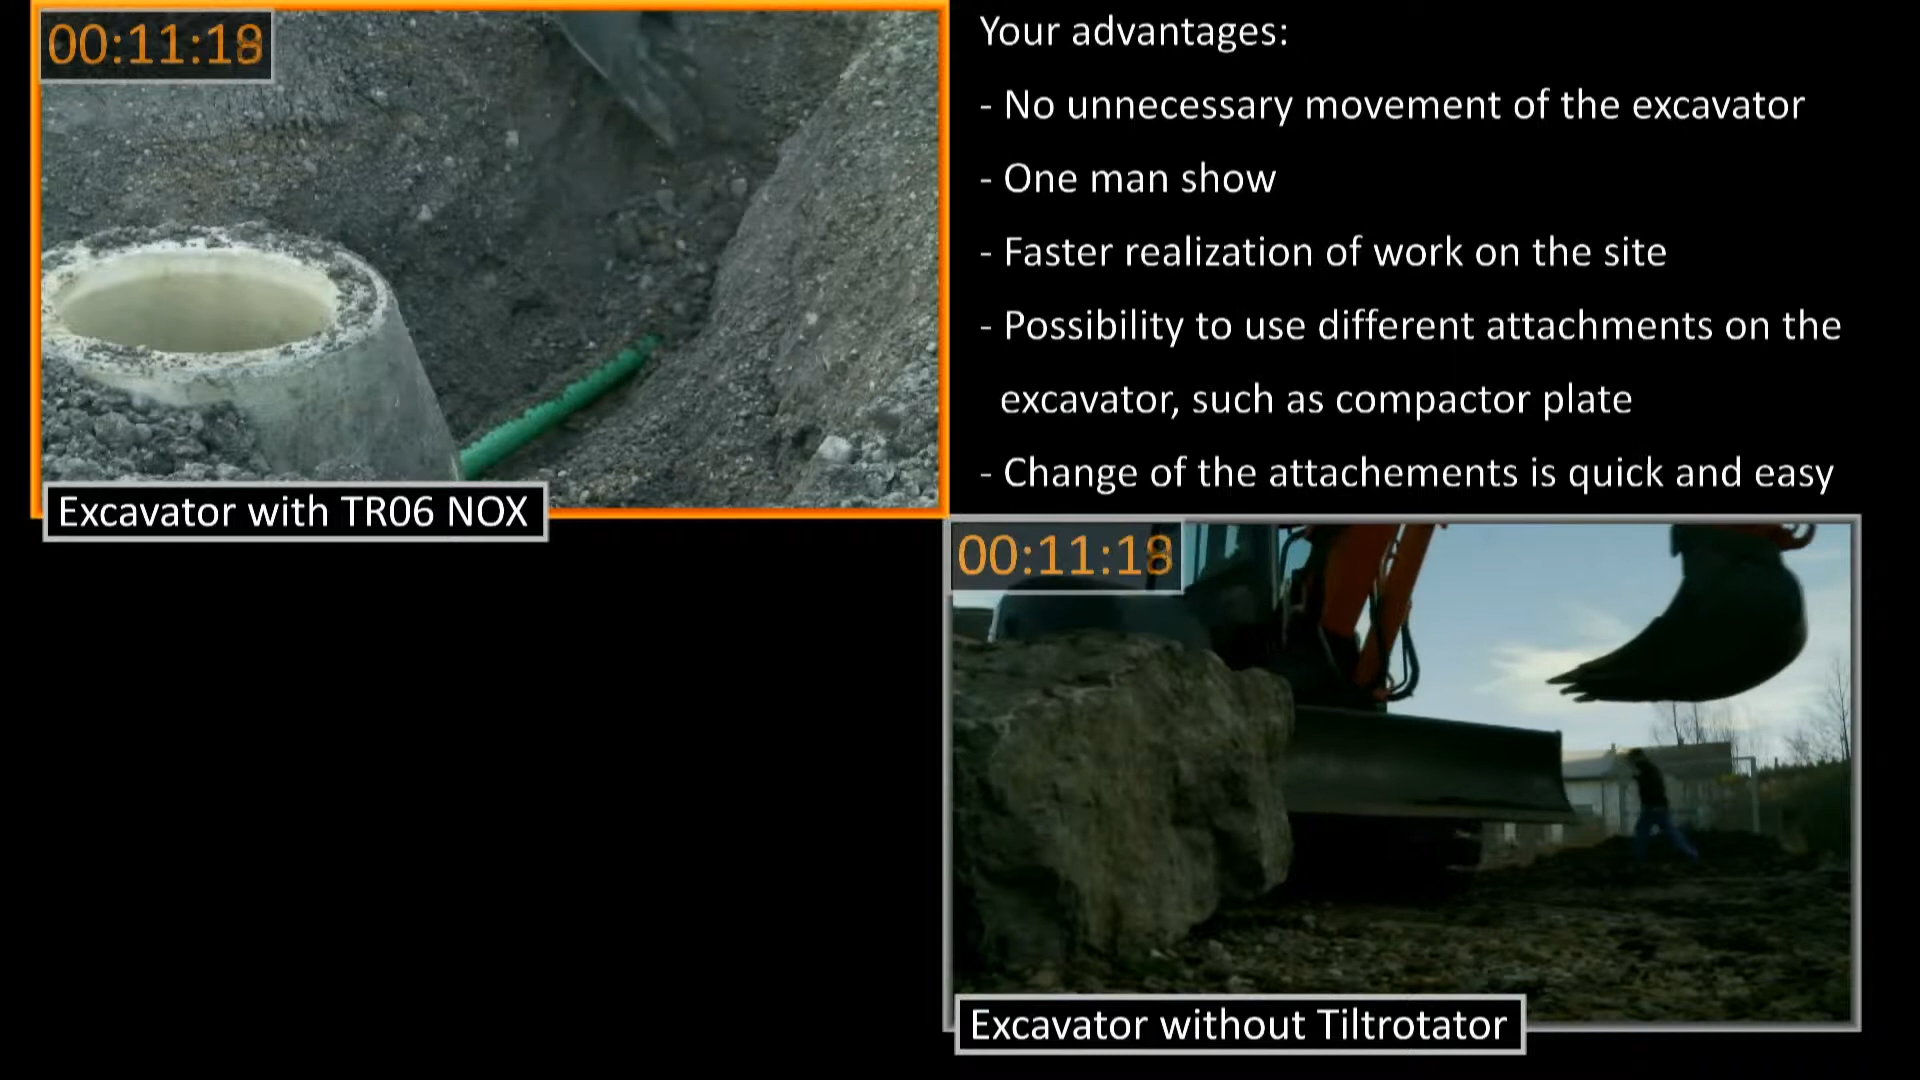 00:11:18
Your advantages:
- No unnecessary movement of the excavator
- One man show
- Faster realization of work on the site
- Possibility to use different attachments on the
excavator, such as compactor plate
- Change of the attachements is quick and easy
Excavator with TR06 NOX
00:11:18
Excavator without Tiltrotator